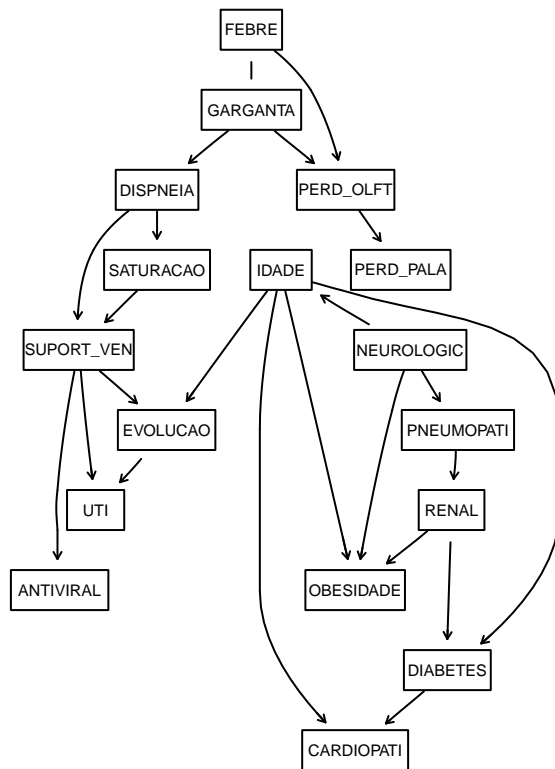 FEBRE
GARGANTA
DISPNEIA
PERD_OLFT
SATURACAO
IDADE
PERD_PALA
SUPORT_VEN
NEUROLOGIC
EVOLUCAO
PNEUMOPATI
UTI
RENAL
ANTIVIRAL
OBESIDADE
DIABETES
CARDIOPATI